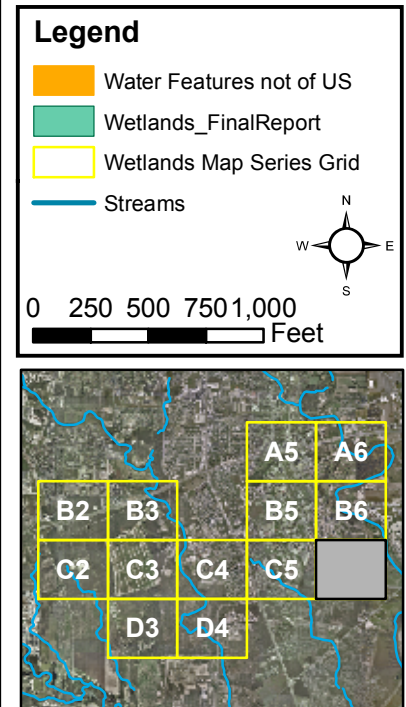 Legend
Water Features not of US
Wetlands_FinalReport
Wetlands Map Series Grid
Streams
N
W E
S
0 250 500 750 1,000
Feet
A5 A6
B2 B3 B5 B6
C2 C3 C4 C5
D3 D4